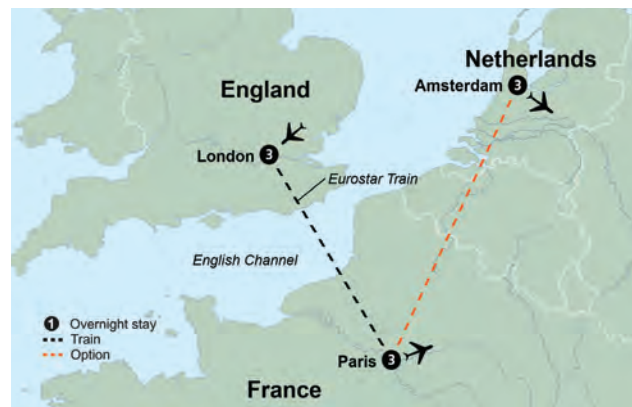 Netherlands
Amsterdam 3
England
London 3
Eurostar Train
English Channel
1 Overnight stay
Train
Option
Paris 3
France